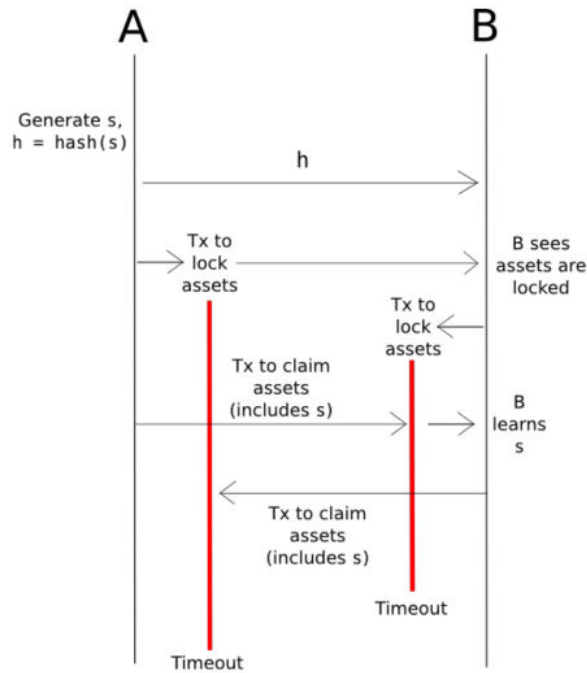 A
B
Generate s,
h = hash(s)
h
Tx to
lock
assets
B sees
assets are
locked
Tx to
lock
assets
Tx to claim
assets
(includes s)
B
learns
s
Tx to claim
assets
(includes s)
Timeout
Timeout